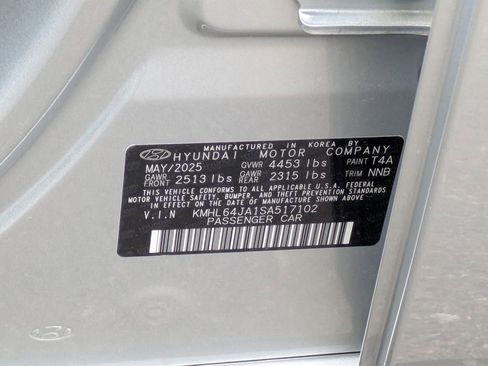 MANUFACTURED IN KOREA BY
HYUNDAI MOTOR COMPANY
MAY/2025 GVWR 4453 lbs PAINT T4A
GAWR FRONT 2513 lbs GAWR REAR 2315 lbs TRIM NNB
THIS VEHICLE CONFORMS TO ALL APPLICABLE U.S.A. FEDERAL
MOTOR VEHICLE SAFETY, BUMPER, AND THEFT PREVENTION STANDARDS
IN EFFECT ON THE DATE OF MANUFACTURE SHOWN ABOVE.
V.I.N KMHL64JA1SA517102
PASSENGER CAR